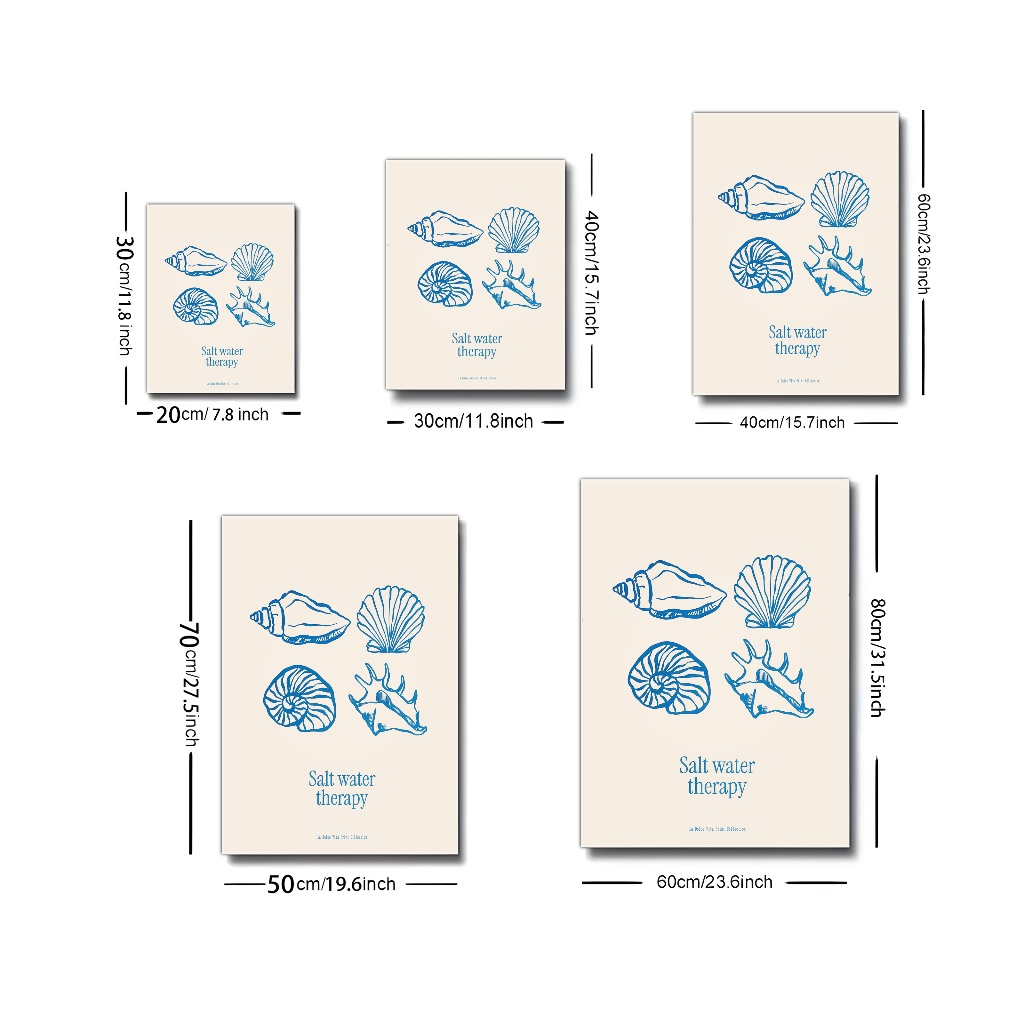 30cm/11.8 inch
Salt water
therapy
20cm/ 7.8 inch
40cm/15.7inch
Salt water
therapy
30cm/11.8inch
60cm/23.6inch
Salt water
therapy
40cm/15.7inch
70cm/27.5inch
Salt water
therapy
50cm/19.6inch
80cm/31.5inch
Salt water
therapy
60cm/23.6inch